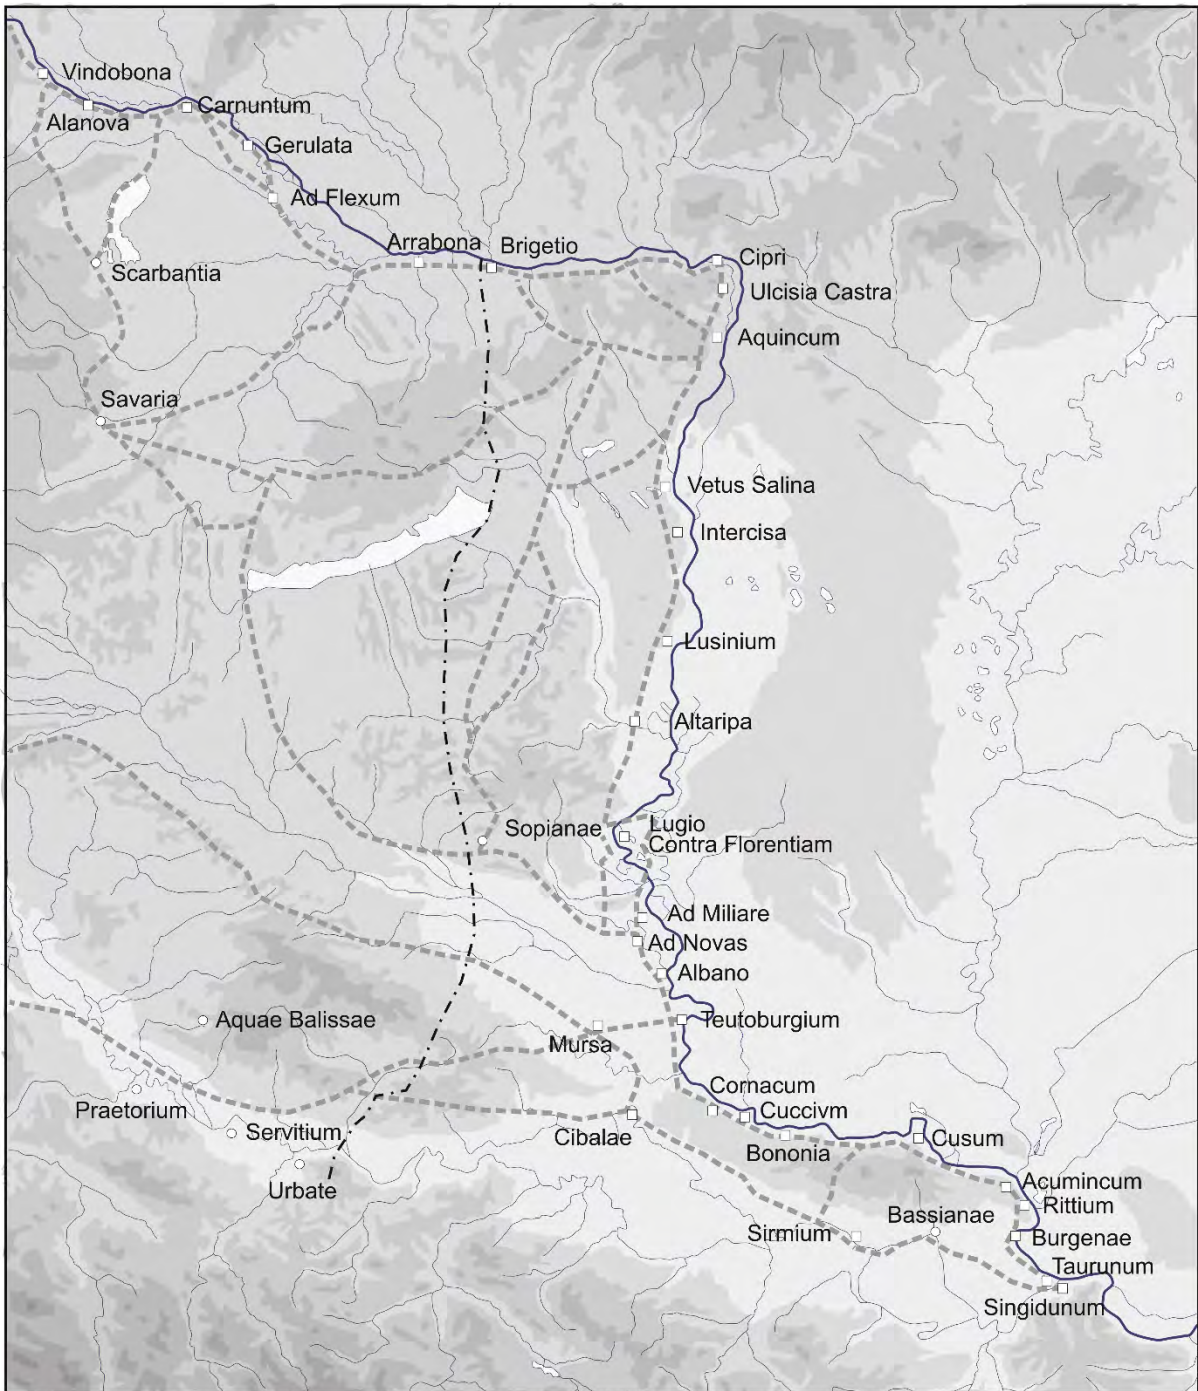 Vindobona
Alanova
Carnuntum
Gerulata
Ad Flexum
Arrabona
Brigetio
Cipri
Scarbantia
Ulcisia Castra
Aquincum
Savaria
Vetus Salina
Intercisa
Lusinium
Altaripa
Sopianae
Lugio
Contra Florentiam
Ad Miliare
Ad Novas
Albano
Aquae Balissae
Teutoburgium
Mursa
Praetorium
Cornacum
Cuccivm
Servitium
Cibalae
Bononia
Cusum
Urbate
Acumincum
Rittium
Bassianae
Sirmium
Burgenae
Taurunum
Singidunum